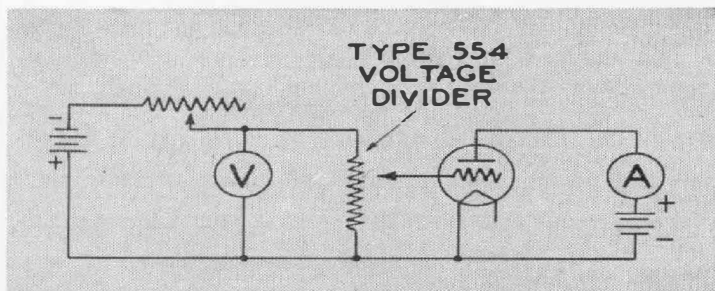 TYPE 554
VOLTAGE
DIVIDER
-
+
V
A
+
-